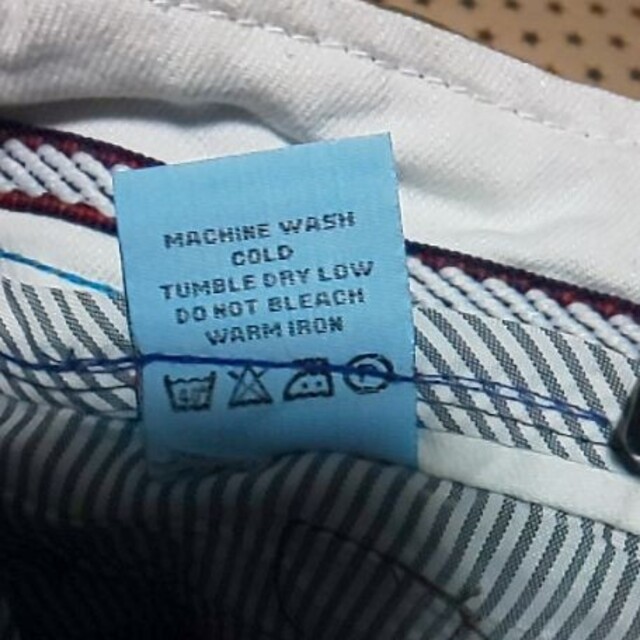 MACHINE WASH
COLD
TUMBLE DRY LOW
DO NOT BLEACH
WARM IRON